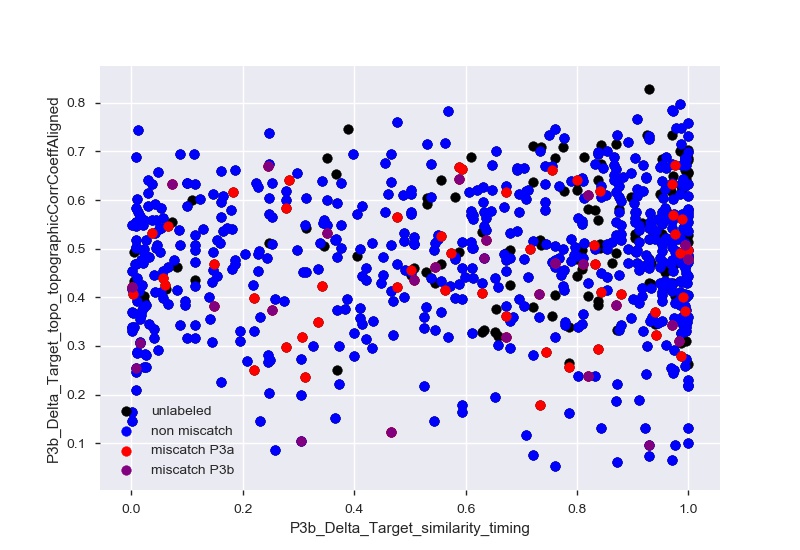 0.8
0.7
0.6
0.5
0.4
0.3
0.2
0.1
P3b_Delta_Target_topo_topographicCorrCoeffAligned
unlabeled
non miscatch
miscatch P3a
miscatch P3b
0.0 0.2 0.4 0.6 0.8 1.0
P3b_Delta_Target_similarity_timing